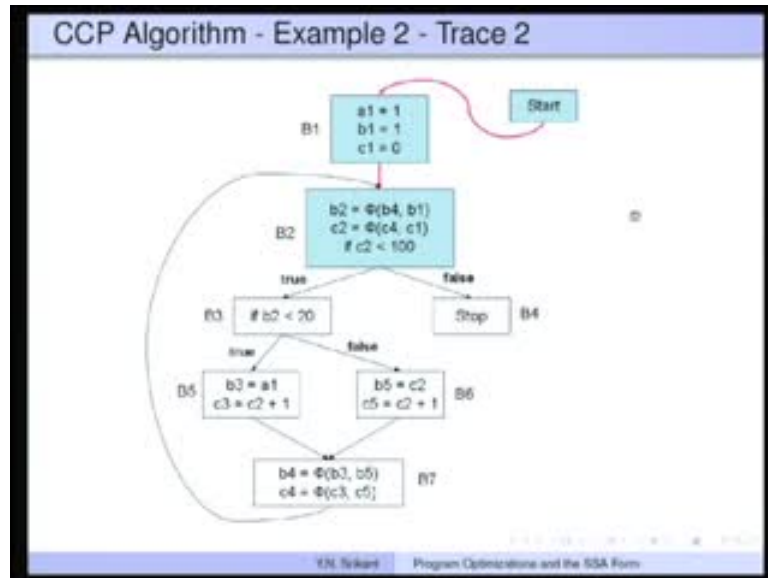 CCP Algorithm - Example 2 - Trace 2
Start
B1
a1 = 1
b1 = 1
c1 = 0
B2
b2 = Φ(b4, b1)
c2 = Φ(c4, c1)
if c2 < 100
true
false
B3
if b2 < 20
Stop
B4
true
false
B5
b3 = a1
c3 = c2 + 1
b5 = c2
c5 = c2 + 1
B6
b4 = Φ(b3, b5)
c4 = Φ(c3, c5)
B7
Y.N. Srikant
Program Optimizations and the SSA Form